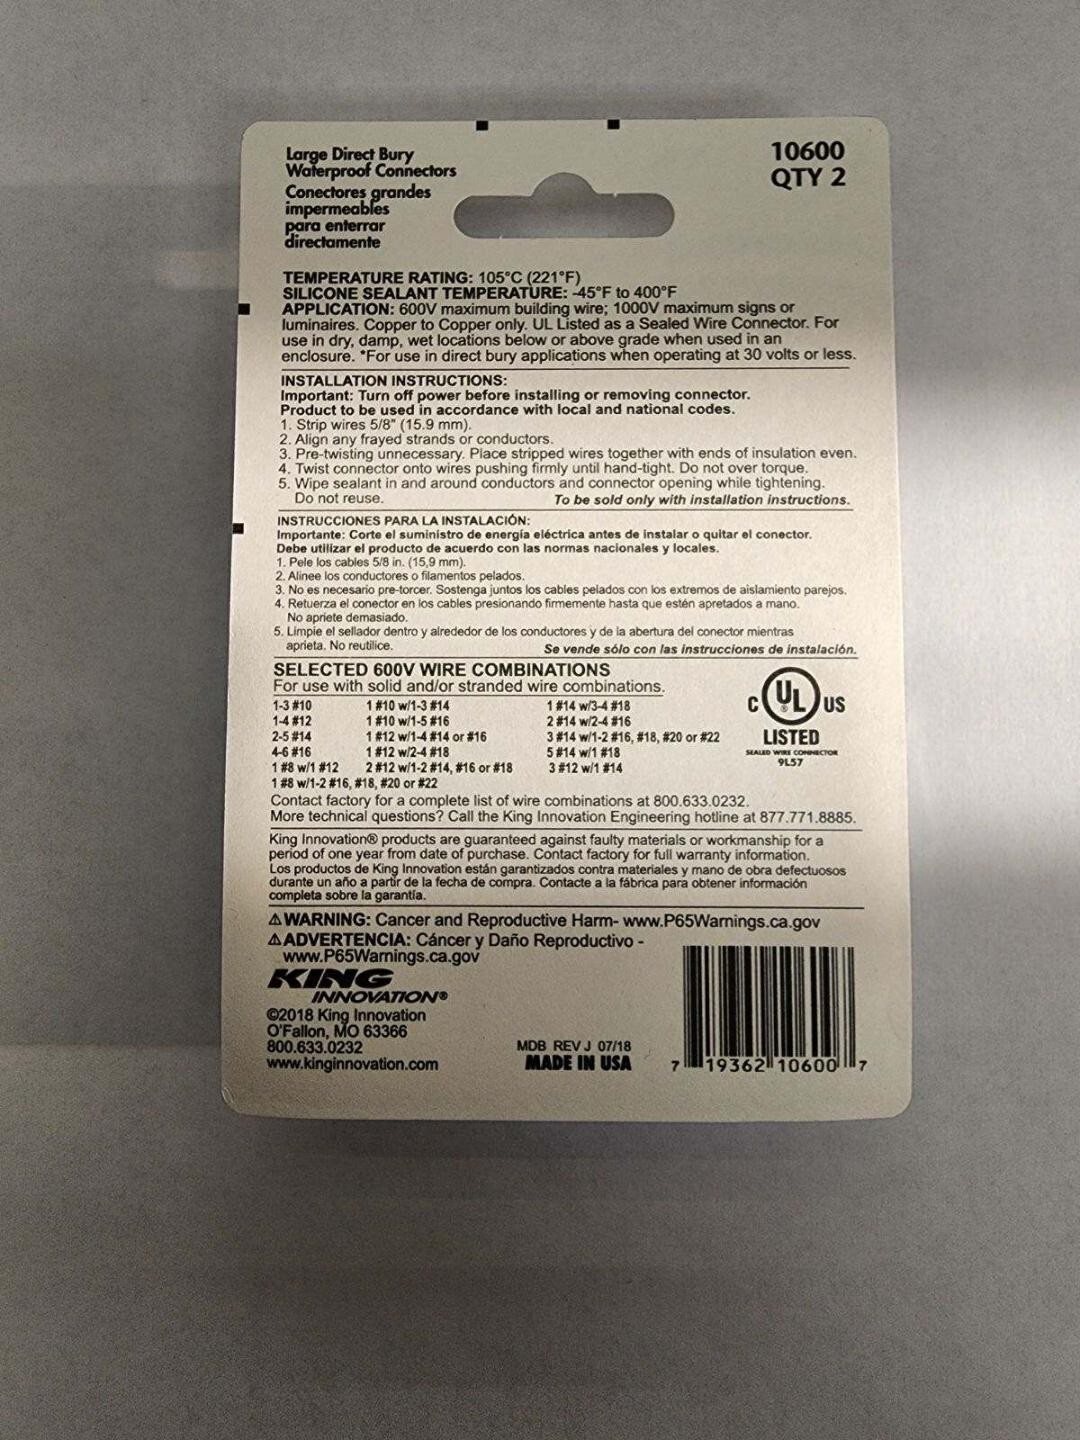 Large Direct Bury
Waterproof Connectors
Conectores grandes
impermeables
para enterrar
directamente
10600
QTY 2
TEMPERATURE RATING: 105°C (221°F)
SILICONE SEALANT TEMPERATURE: -45°F to 400°F
APPLICATION: 600V maximum building wire; 1000V maximum signs or
luminaires. Copper to Copper only. UL Listed as a Sealed Wire Connector. For
use in dry, damp, wet locations below or above grade when used in an
enclosure. *For use in direct bury applications when operating at 30 volts or less.
INSTALLATION INSTRUCTIONS:
Important: Turn off power before installing or removing connector.
Product to be used in accordance with local and national codes.
1. Strip wires 5/8" (15.9 mm).
2. Align any frayed strands or conductors.
3. Pre-twisting unnecessary. Place stripped wires together with ends of insulation even.
4. Twist connector onto wires pushing firmly until hand-tight. Do not over torque.
5. Wipe sealant in and around conductors and connector opening while tightening.
Do not reuse. To be sold only with installation instructions.
INSTRUCCIONES PARA LA INSTALACIÓN:
Importante: Corte el suministro de energía eléctrica antes de instalar o quitar el conector.
Debe utilizar el producto de acuerdo con las normas nacionales y locales.
1. Pele los cables 5/8 in. (15,9 mm).
2. Alinee los conductores o filamentos pelados.
3. No es necesario pre-torcer. Sostenga juntos los cables pelados con los extremos de aislamiento parejos.
4. Retuerza el conector en los cables presionando firmemente hasta que estén apretados a mano.
No apriete demasiado.
5. Limpie el sellador dentro y alrededor de los conductores y de la abertura del conector mientras
aprieta. No reutilice. Se vende sólo con las instrucciones de instalación.
SELECTED 600V WIRE COMBINATIONS
For use with solid and/or stranded wire combinations.
1-3 #10 1 #10 w/1-3 #14 1 #14 w/3-4 #18
1-4 #12 1 #10 w/1-5 #16 2 #14 w/2-4 #16
2-5 #14 1 #12 w/1-4 #14 or #16 3 #14 w/1-2 #16, #18, #20 or #22
4-6 #16 1 #12 w/2-4 #18 5 #14 w/1 #18
1 #8 w/1 #12 2 #12 w/1-2 #14, #16 or #18 3 #12 w/1 #14
1 #8 w/1-2 #16, #18, #20 or #22
C UL ® US
LISTED
SEALED WIRE CONNECTOR
9L57
Contact factory for a complete list of wire combinations at 800.633.0232.
More technical questions? Call the King Innovation Engineering hotline at 877.771.8885.
King Innovation® products are guaranteed against faulty materials or workmanship for a
period of one year from date of purchase. Contact factory for full warranty information.
Los productos de King Innovation están garantizados contra materiales y mano de obra defectuosos
durante un año a partir de la fecha de compra. Contacte a la fábrica para obtener información
completa sobre la garantía.
⚠WARNING: Cancer and Reproductive Harm- www.P65Warnings.ca.gov
⚠ADVERTENCIA: Cáncer y Daño Reproductivo -
www.P65Warnings.ca.gov
KING
INNOVATION®
©2018 King Innovation
O'Fallon, MO 63366
800.633.0232
www.kinginnovation.com
MDB REV J 07/18
MADE IN USA
7 19362 10600 7